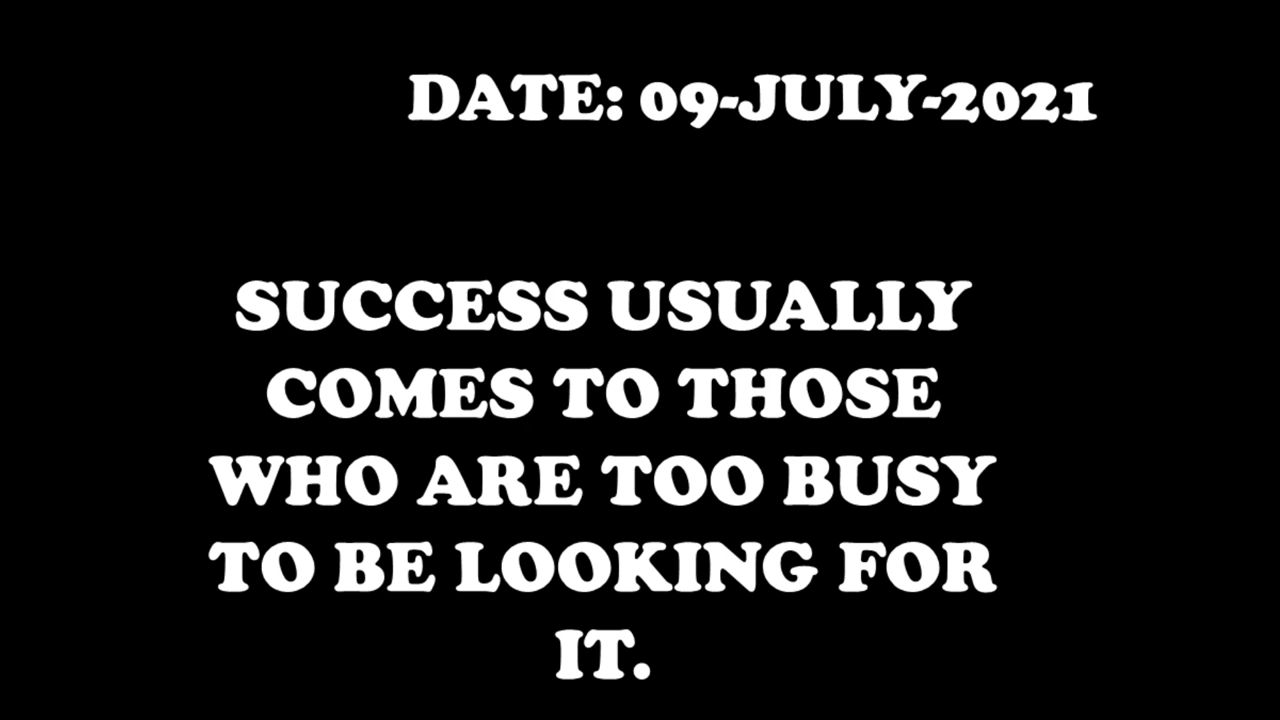 DATE: 09-JULY-2021
SUCCESS USUALLY
COMES TO THOSE
WHO ARE TOO BUSY
TO BE LOOKING FOR
IT.